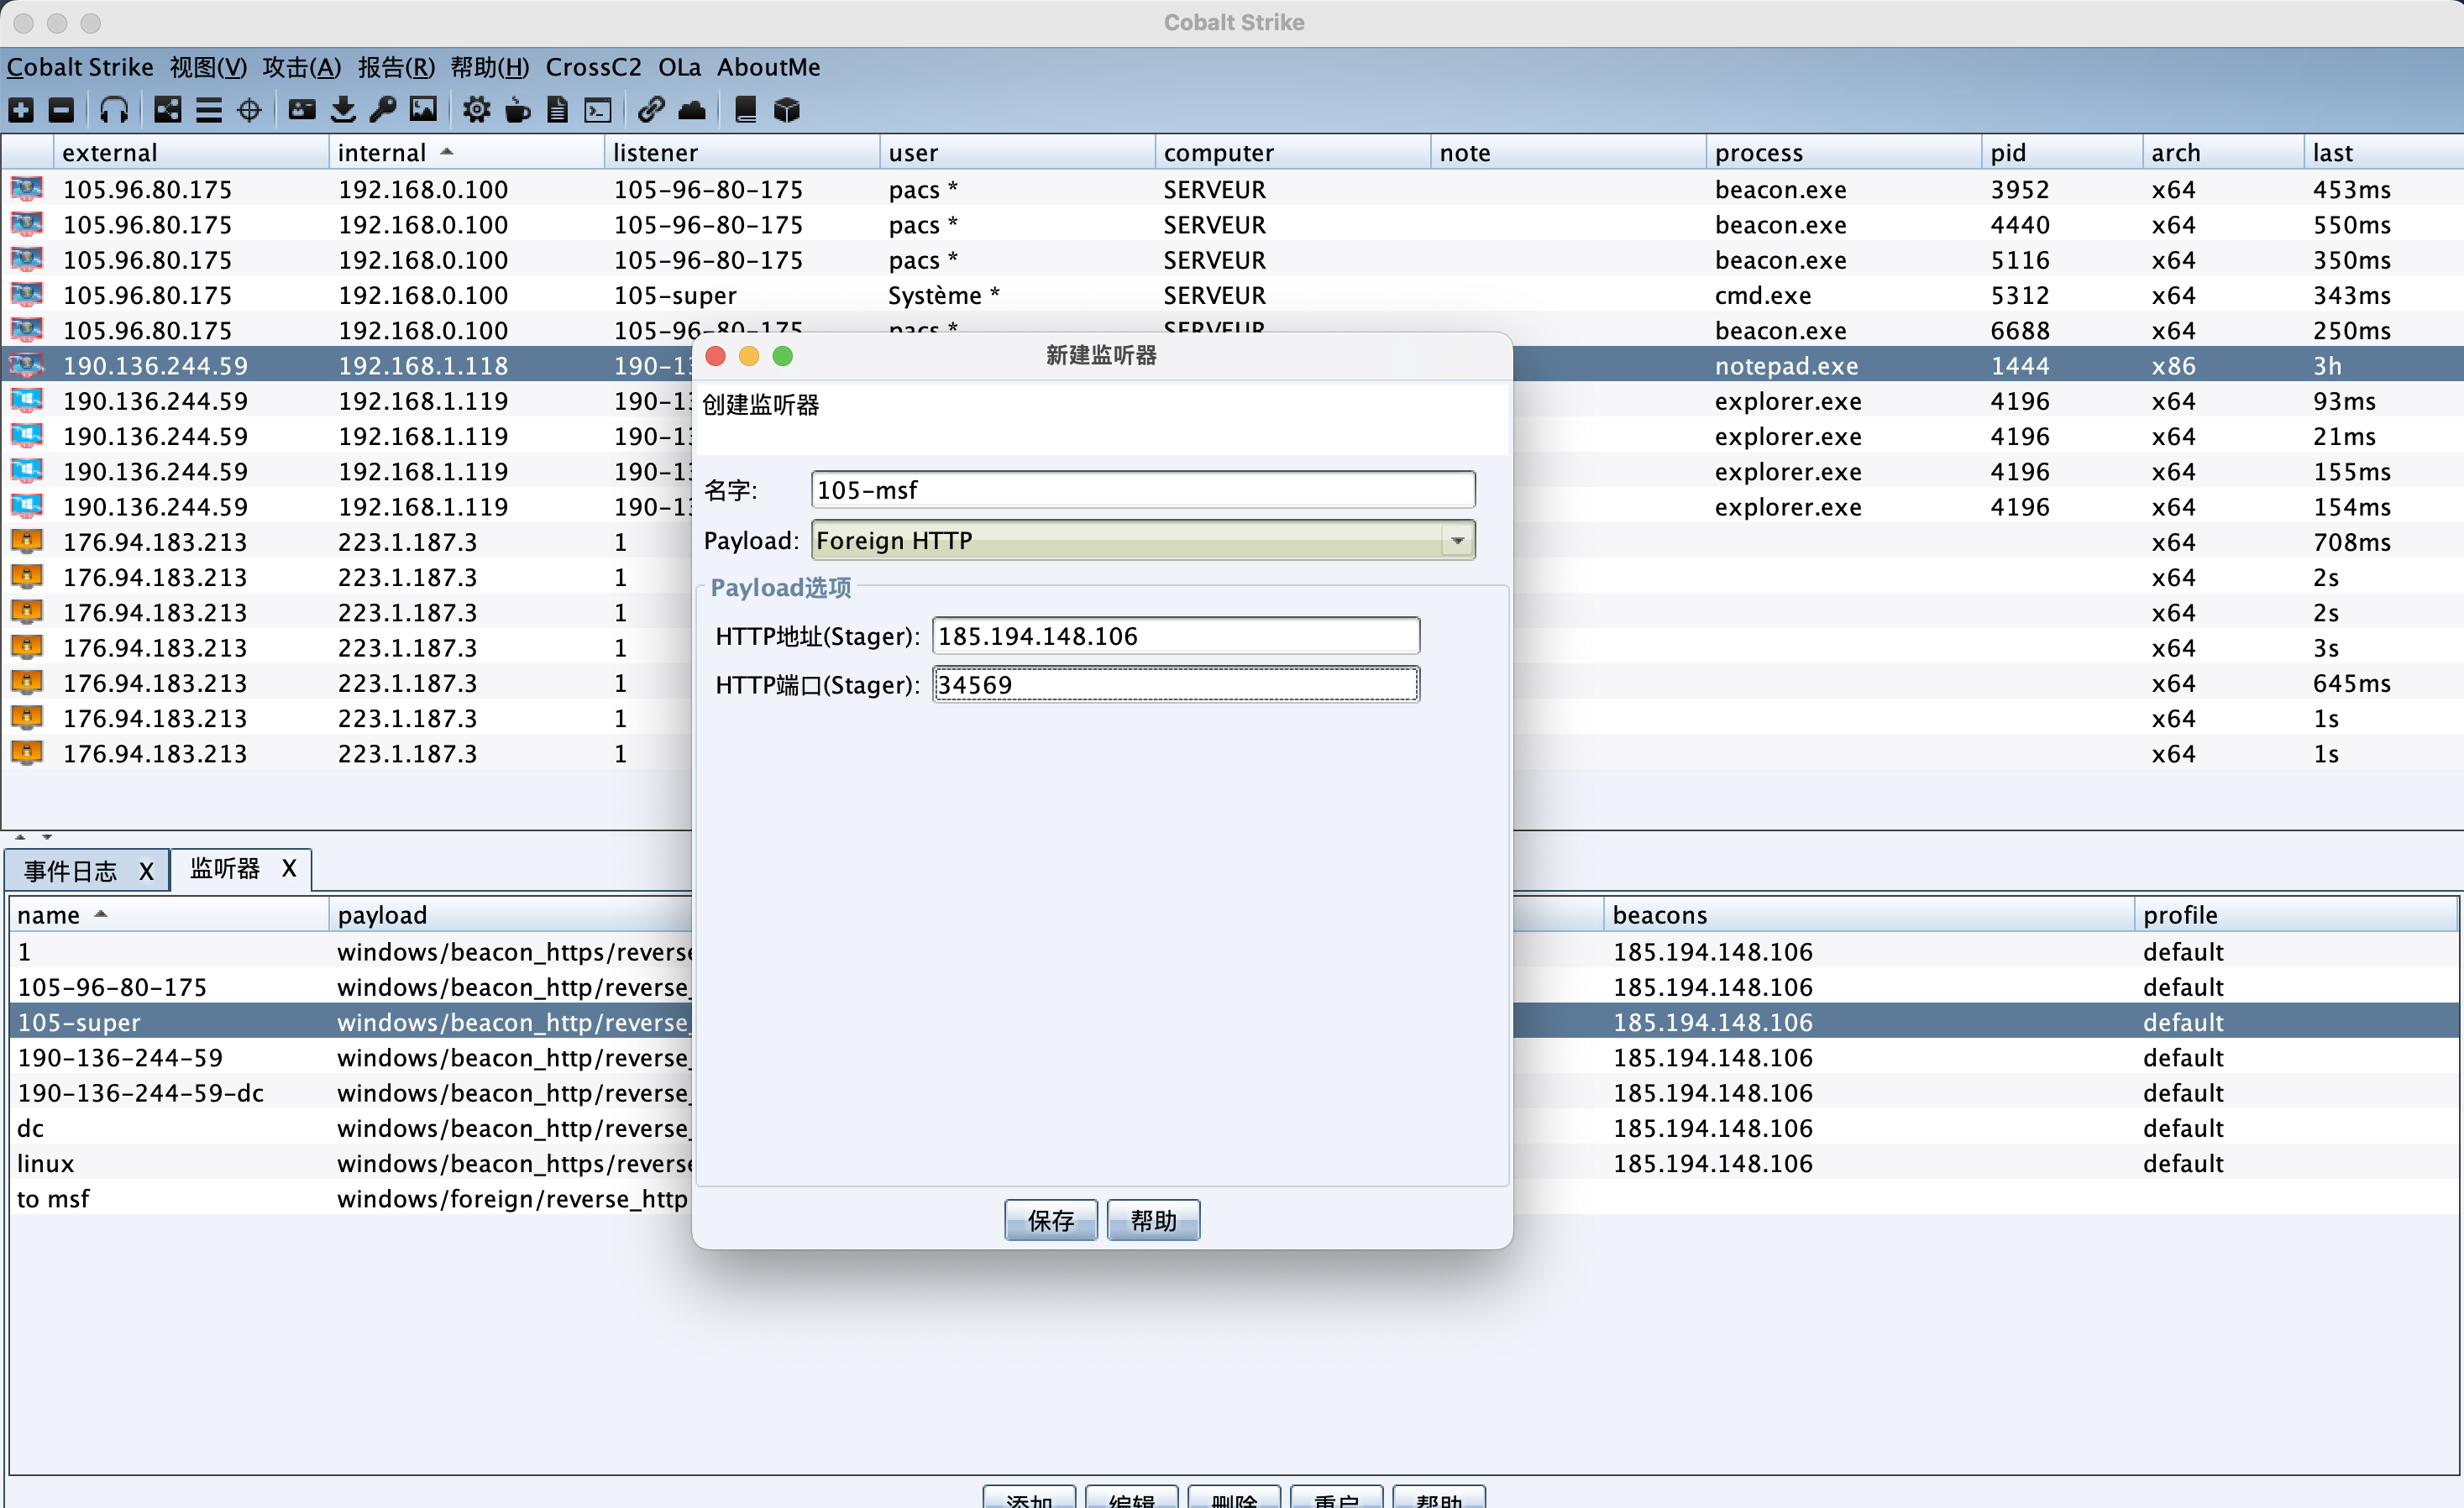 Cobalt Strike
Cobalt Strike 视图(V) 攻击(A) 报告(R) 帮助(H) CrossC2 OLa AboutMe
external internal listener user computer note process pid arch last
105.96.80.175 192.168.0.100 105-96-80-175 pacs * SERVEUR beacon.exe 3952 x64 453ms
105.96.80.175 192.168.0.100 105-96-80-175 pacs * SERVEUR beacon.exe 4440 x64 550ms
105.96.80.175 192.168.0.100 105-96-80-175 pacs * SERVEUR beacon.exe 5116 x64 350ms
105.96.80.175 192.168.0.100 105-super Système * SERVEUR cmd.exe 5312 x64 343ms
105.96.80.175 192.168.0.100 105-96-80-175 pacs * SERVEUR beacon.exe 6688 x64 250ms
190.136.244.59 192.168.1.118 190-13 notepad.exe 1444 x86 3h
190.136.244.59 192.168.1.119 190-13 explorer.exe 4196 x64 93ms
190.136.244.59 192.168.1.119 190-13 explorer.exe 4196 x64 21ms
190.136.244.59 192.168.1.119 190-13 explorer.exe 4196 x64 155ms
190.136.244.59 192.168.1.119 190-13 explorer.exe 4196 x64 154ms
176.94.183.213 223.1.187.3 1 x64 708ms
176.94.183.213 223.1.187.3 1 x64 2s
176.94.183.213 223.1.187.3 1 x64 2s
176.94.183.213 223.1.187.3 1 x64 3s
176.94.183.213 223.1.187.3 1 x64 645ms
176.94.183.213 223.1.187.3 1 x64 1s
176.94.183.213 223.1.187.3 1 x64 1s
新建监听器
创建监听器
名字: 105-msf
Payload: Foreign HTTP
Payload选项
HTTP地址(Stager): 185.194.148.106
HTTP端口(Stager): 34569
保存 帮助
事件日志 X 监听器 X
name payload beacons profile
1 windows/beacon_https/reverse 185.194.148.106 default
105-96-80-175 windows/beacon_http/reverse_ 185.194.148.106 default
105-super windows/beacon_http/reverse_ 185.194.148.106 default
190-136-244-59 windows/beacon_http/reverse_ 185.194.148.106 default
190-136-244-59-dc windows/beacon_http/reverse_ 185.194.148.106 default
dc windows/beacon_http/reverse_ 185.194.148.106 default
linux windows/beacon_https/reverse 185.194.148.106 default
to msf windows/foreign/reverse_http
添加 编辑 删除 重启 帮助